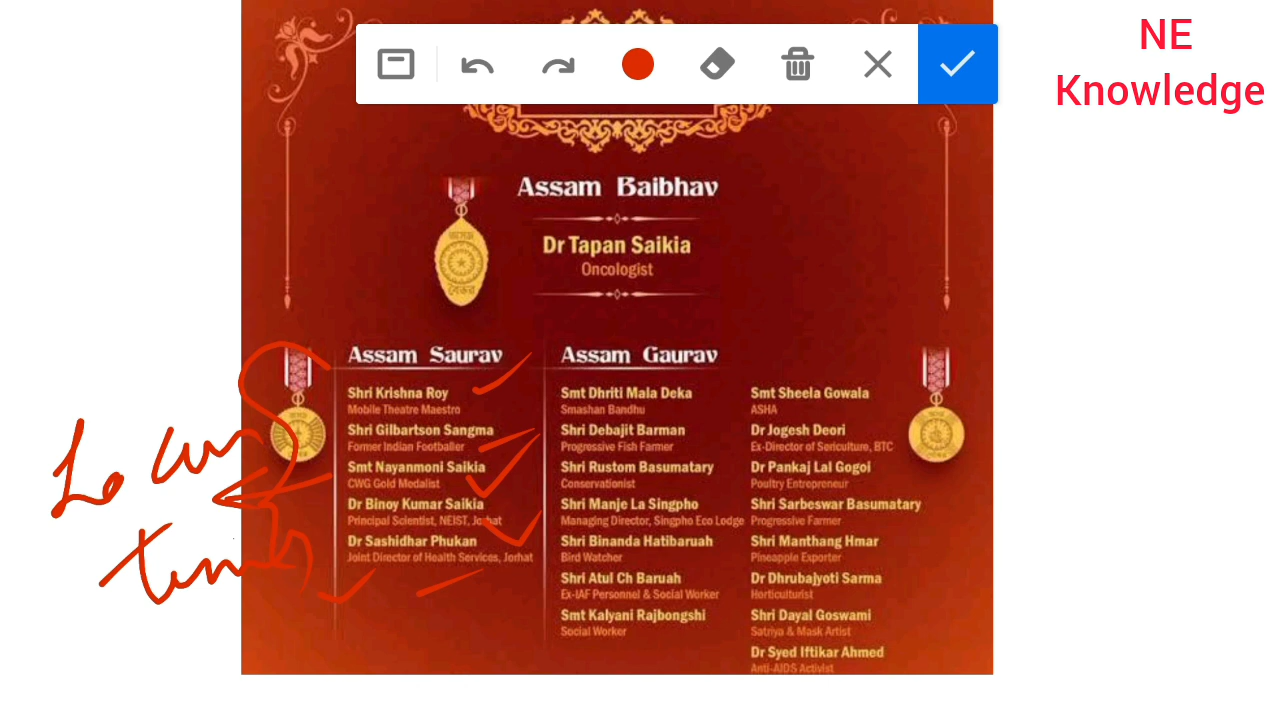 NE
Knowledge
Assam Baibhav
Dr Tapan Saikia
Oncologist
Assam Saurav
Shri Krishna Roy
Mobile Theatre Maestro
Shri Gilbartson Sangma
Former Indian Footballer
Smt Nayanmoni Saikia
CWG Gold Medalist
Dr Binoy Kumar Saikia
Principal Scientist, NEIST, Jorhat
Dr Sashidhar Phukan
Joint Director of Health Services, Jorhat
Assam Gaurav
Smt Dhriti Mala Deka
Smashan Bandhu
Shri Debajit Barman
Progressive Fish Farmer
Shri Rustom Basumatary
Conservationist
Shri Manje La Singpho
Managing Director, Singpho Eco Lodge
Shri Binanda Hatibaruah
Bird Watcher
Shri Atul Ch Baruah
Ex-IAF Personnel & Social Worker
Smt Kalyani Rajbongshi
Social Worker
Smt Sheela Gowala
ASHA
Dr Jogesh Deori
Ex-Director of Sericulture, BTC
Dr Pankaj Lal Gogoi
Poultry Entrepreneur
Shri Sarbeswar Basumatary
Progressive Farmer
Shri Manthang Hmar
Pineapple Exporter
Dr Dhrubajyoti Sarma
Horticulturist
Shri Dayal Goswami
Satriya & Mask Artist
Dr Syed Iftikar Ahmed
Anti-AIDS Activist